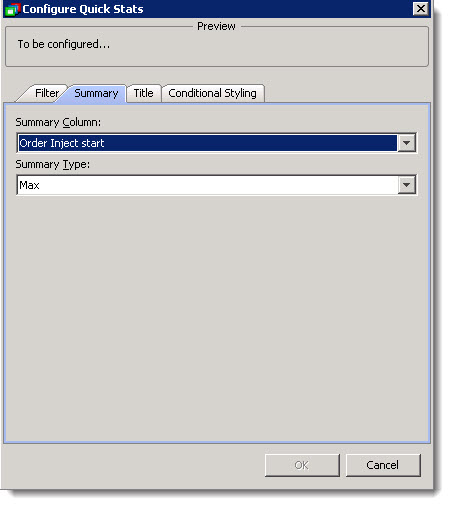 Configure Quick Stats
Preview
To be configured...
Filter Summary Title Conditional Styling
Summary Column:
Order Inject start
Summary Type:
Max
OK Cancel